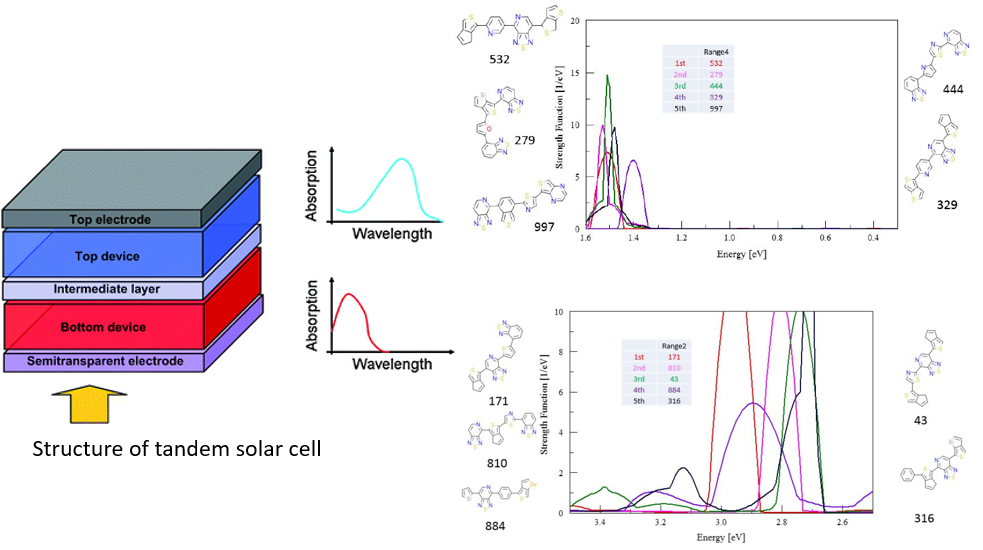 Top electrode
Top device
Intermediate layer
Bottom device
Semitransparent electrode
Structure of tandem solar cell
Absorption
Wavelength
Absorption
Wavelength
532
279
997
20
15
10
5
0
Strength Function [1/eV]
1.6 1.4 1.2 1.0 0.8 0.6 0.4
Energy [eV]
Range4
1st 532
2nd 279
3rd 444
4th 329
5th 997
444
329
171
810
884
10
8
6
4
2
0
Strength Function [1/eV]
3.4 3.2 3.0 2.8 2.6
Energy [eV]
Range2
1st 171
2nd 810
3rd 43
4th 884
5th 316
43
316